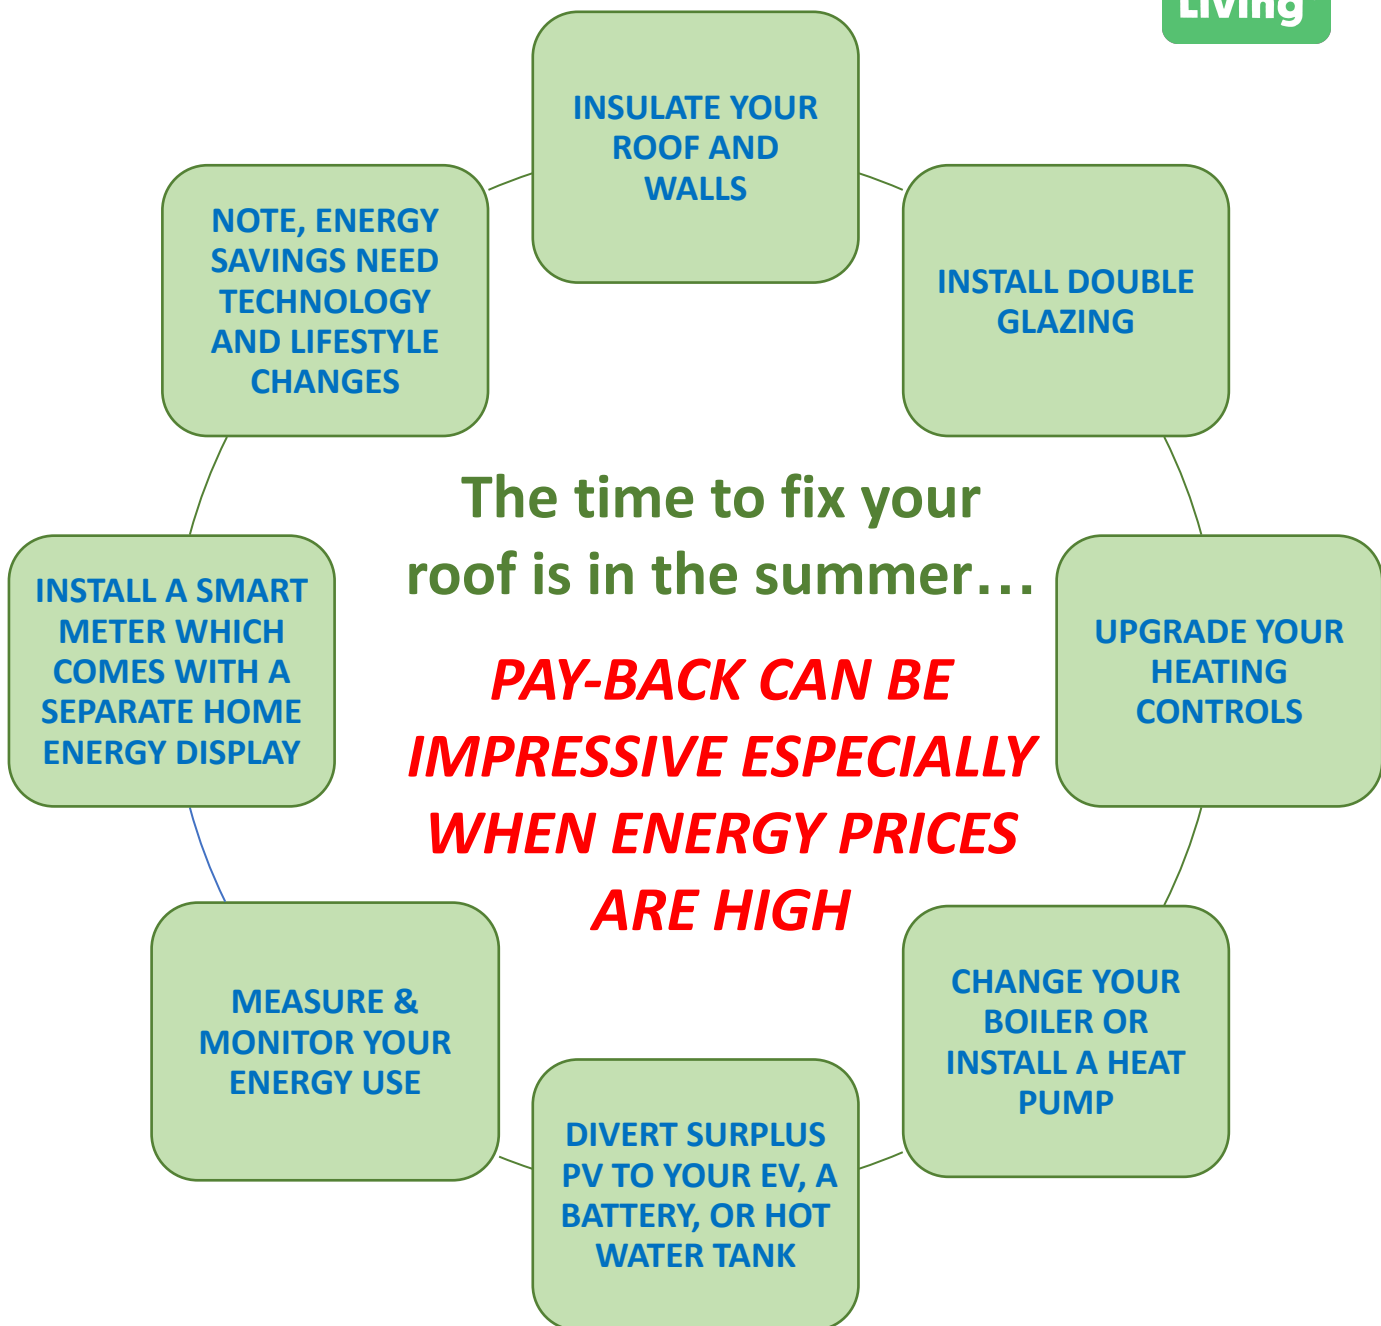 Living
INSULATE YOUR
ROOF AND
WALLS
INSTALL DOUBLE
GLAZING
UPGRADE YOUR
HEATING
CONTROLS
CHANGE YOUR
BOILER OR
INSTALL A HEAT
PUMP
DIVERT SURPLUS
PV TO YOUR EV, A
BATTERY, OR HOT
WATER TANK
MEASURE &
MONITOR YOUR
ENERGY USE
INSTALL A SMART
METER WHICH
COMES WITH A
SEPARATE HOME
ENERGY DISPLAY
NOTE, ENERGY
SAVINGS NEED
TECHNOLOGY
AND LIFESTYLE
CHANGES
The time to fix your
roof is in the summer...
PAY-BACK CAN BE
IMPRESSIVE ESPECIALLY
WHEN ENERGY PRICES
ARE HIGH